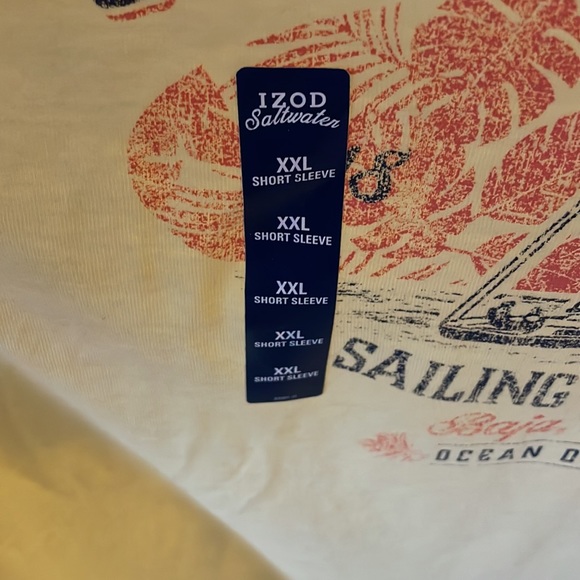 IZOD
Saltwater
XXL
SHORT SLEEVE
XXL
SHORT SLEEVE
XXL
SHORT SLEEVE
XXL
SHORT SLEEVE
XXL
SHORT SLEEVE
'S
SAILING
Baja
OCEAN D